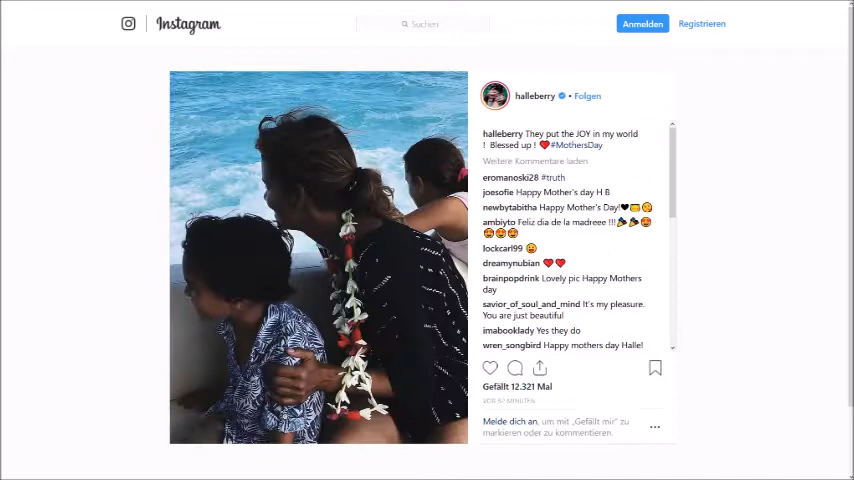 Instagram
Suchen
Anmelden
Registrieren
halleberry • Folgen
halleberry They put the JOY in my world
! Blessed up ! ❤️#MothersDay
Weitere Kommentare laden
eromanoski28 #truth
joesofie Happy Mother's day H B
newbytabitha Happy Mother's Day!
ambiyto Feliz dia de la madreee !!!
lockcarl99
dreamynubian
brainpopdrink Lovely pic Happy Mothers
day
savior_of_soul_and_mind It's my pleasure.
You are just beautiful
imabooklady Yes they do
wren_songbird Happy mothers day Halle!
Gefällt 12.321 Mal
VOR 57 MINUTEN
Melde dich an, um mit „Gefällt mir" zu
markieren oder zu kommentieren.